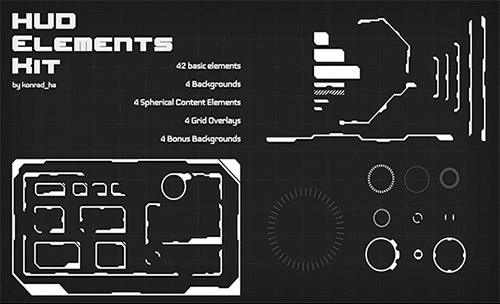 HUD
Elements
Kit
by konrad_ha
42 basic elements
4 Backgrounds
4 Spherical Content Elements
4 Grid Overlays
4 Bonus Backgrounds